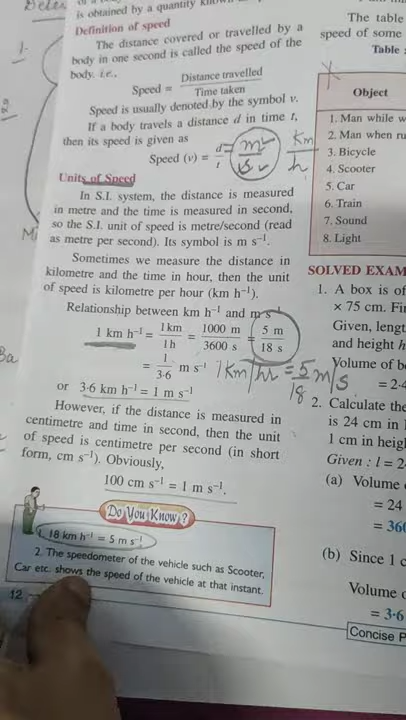 is obtained by a quantity known
Definition of speed
The distance covered or travelled by a
body in one second is called the speed of the
body. i.e.,
Speed = Distance travelled / Time taken
Speed is usually denoted by the symbol v.
If a body travels a distance d in time t,
then its speed is given as
Speed (v) = d / t = m / s km / h
Units of Speed
In S.I. system, the distance is measured
in metre and the time is measured in second,
so the S.I. unit of speed is metre/second (read
as metre per second). Its symbol is m s⁻¹.
Sometimes we measure the distance in
kilometre and the time in hour, then the unit
of speed is kilometre per hour (km h⁻¹).
Relationship between km h⁻¹ and m s⁻¹
1 km h⁻¹ = 1 km / 1 h = 1000 m / 3600 s = 5 m / 18 s
= 1 / 3·6 m s⁻¹ 1 km/hr = 5 / 18 m/s
or 3·6 km h⁻¹ = 1 m s⁻¹
However, if the distance is measured in
centimetre and time in second, then the unit
of speed is centimetre per second (in short
form, cm s⁻¹). Obviously,
100 cm s⁻¹ = 1 m s⁻¹.
Do You Know ?
1. 18 km h⁻¹ = 5 m s⁻¹
2. The speedometer of the vehicle such as Scooter,
Car etc. shows the speed of the vehicle at that instant.
12
The table
speed of some
Table
Object
1. Man while w
2. Man when ru
3. Bicycle
4. Scooter
5. Car
6. Train
7. Sound
8. Light
SOLVED EXAM
1. A box is of
× 75 cm. Fin
Given, lengt
and height h
Volume of b
= 2·4
2. Calculate the
is 24 cm in l
1 cm in heig
Given : l = 2
(a) Volume
= 24
= 360
(b) Since 1 c
Volume o
= 3·6
Concise P